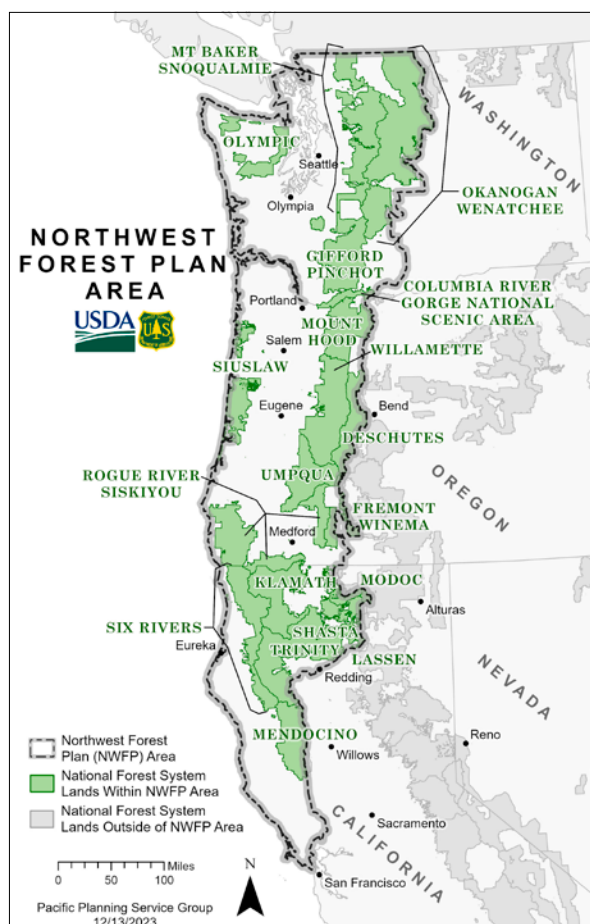 MT BAKER
SNOQUALMIE
WASHINGTON
OLYMPIC
Seattle
Olympia
OKANOGAN
WENATCHEE
NORTHWEST
FOREST PLAN
AREA
USDA
U S
GIFFORD
PINCHOT
COLUMBIA RIVER
GORGE NATIONAL
SCENIC AREA
Portland
MOUNT
HOOD
Salem
WILLAMETTE
SIUSLAW
Eugene
Bend
DESCHUTES
OREGON
UMPQUA
ROGUE RIVER
SISKIYOU
FREMONT
WINEMA
Medford
KLAMATH
MODOC
Alturas
SIX RIVERS
SHASTA
TRINITY
Eureka
LASSEN
Redding
NEVADA
MENDOCINO
Willows
Reno
Northwest Forest
Plan (NWFP) Area
National Forest System
Lands Within NWFP Area
National Forest System
Lands Outside of NWFP Area
CALIFORNIA
Sacramento
Miles
0 50 100
N
San Francisco
Pacific Planning Service Group
12/13/2023